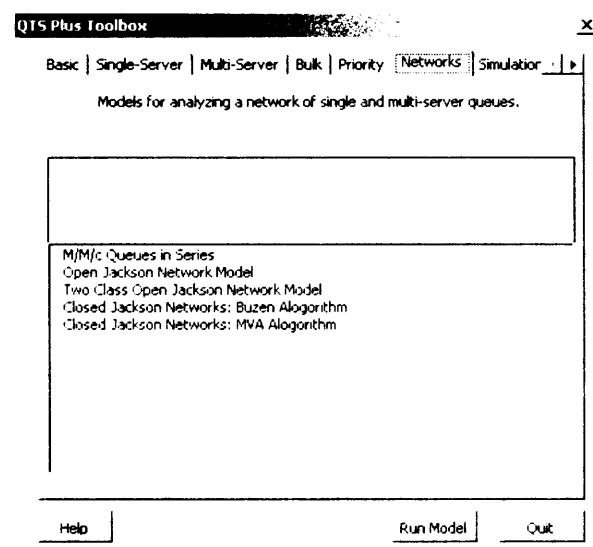 QTS Plus Toolbox
Basic Single-Server Multi-Server Bulk Priority Networks Simulation
Models for analyzing a network of single and multi-server queues.
M/M/c Queues in Series
Open Jackson Network Model
Two Class Open Jackson Network Model
Closed Jackson Networks: Buzen Alogorithm
Closed Jackson Networks: MVA Alogorithm
Help Run Model Quit